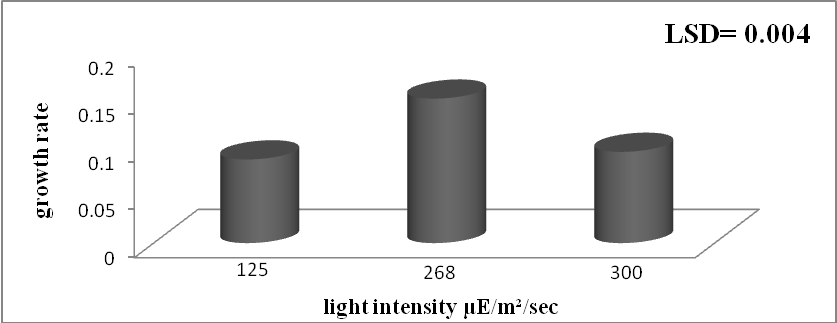 LSD= 0.004
growth rate
0.2
0.15
0.1
0.05
0
125 268 300
light intensity µE/m²/sec